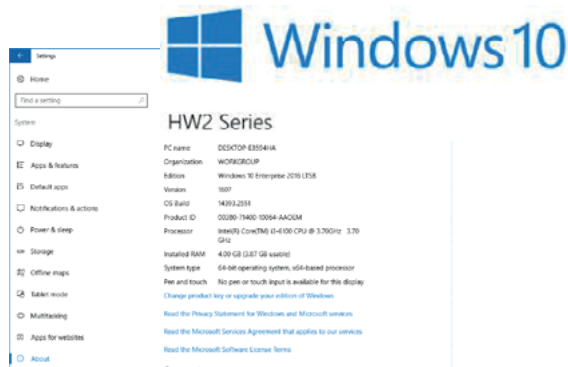 Windows 10
Settings
Home
Find a setting
System
Display
Apps & features
Default apps
Notifications & actions
Power & sleep
Storage
Offline maps
Tablet mode
Multitasking
Apps for websites
About
HW2 Series
PC name
Organization WORKGROUP
Edition Windows 10 Enterprise 2016 LTSB
Version 1607
OS Build 14393.2551
Product ID 00380-71400-10064-AAOEM
Processor Intel(R) Core(TM) i3-6100 CPU @ 3.70GHz 3.70
GHz
Installed RAM 4.00 GB (3.87 GB usable)
System type 64-bit operating system, x64-based processor
Pen and touch No pen or touch input is available for this display
Change product key or upgrade your edition of Windows
Read the Privacy Statement for Windows and Microsoft services
Read the Microsoft Services Agreement that applies to our services
Read the Microsoft Software License Terms